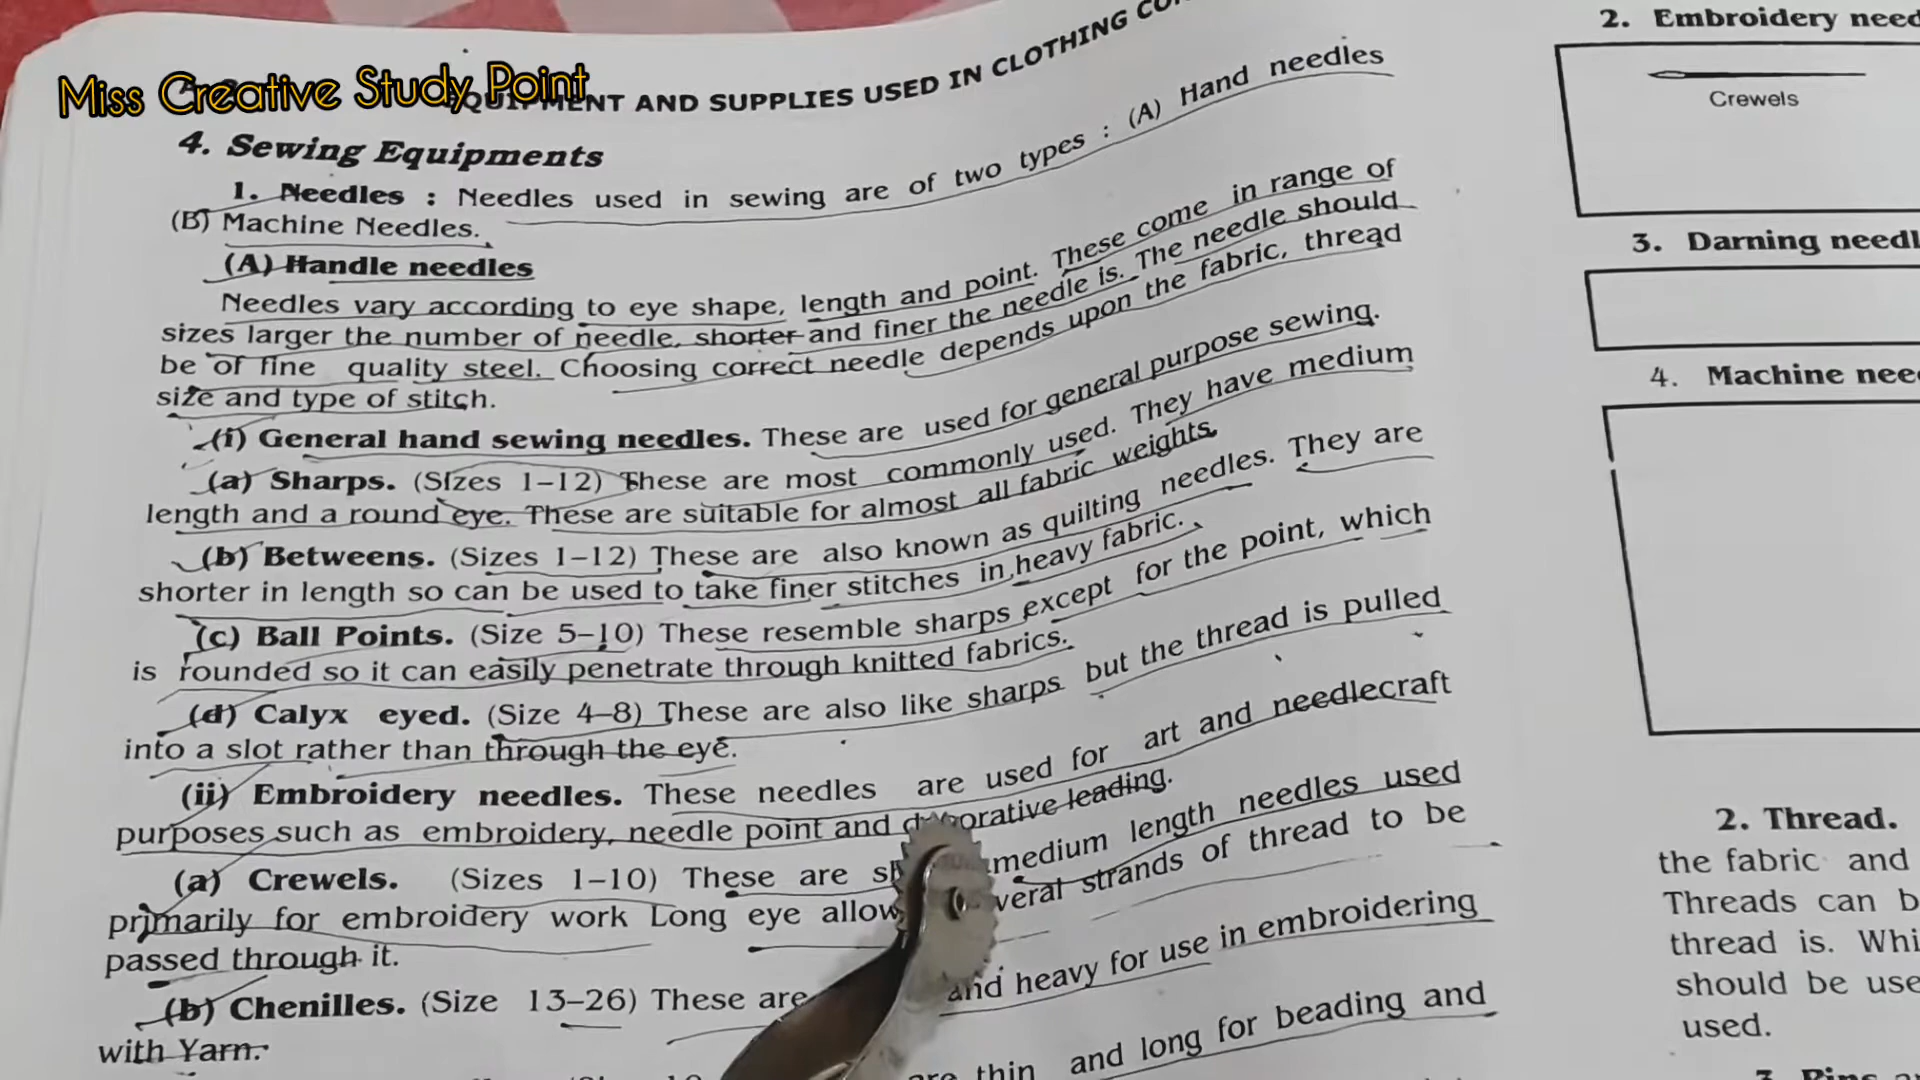 Miss Creative Study Point
EQUIPMENT AND SUPPLIES USED IN CLOTHING
4. Sewing Equipments
1. Needles : Needles used in sewing are of two types : (A) Hand needles
(B) Machine Needles.
(A) Handle needles
Needles vary according to eye shape, length and point. These come in range of
sizes larger the number of needle, shorter and finer the needle is. The needle should
be of fine quality steel. Choosing correct needle depends upon the fabric, thread
size and type of stitch.
(i) General hand sewing needles. These are used for general purpose sewing.
(a) Sharps. (Sizes 1–12) These are most commonly used. They have medium
length and a round eye. These are suitable for almost all fabric weights.
(b) Betweens. (Sizes 1–12) These are also known as quilting needles. They are
shorter in length so can be used to take finer stitches in heavy fabric.
(c) Ball Points. (Size 5–10) These resemble sharps except for the point, which
is rounded so it can easily penetrate through knitted fabrics.
(d) Calyx eyed. (Size 4–8) These are also like sharps but the thread is pulled
into a slot rather than through the eye.
(ii) Embroidery needles. These needles are used for art and needlecraft
purposes such as embroidery, needle point and decorative leading.
(a) Crewels. (Sizes 1–10) These are medium length needles used
primarily for embroidery work Long eye allow several strands of thread to be
passed through it.
(b) Chenilles. (Size 13–26) These are and heavy for use in embroidering
with Yarn.
are thin and long for beading and
2. Embroidery need
Crewels
3. Darning needl
4. Machine nee
2. Thread.
the fabric and
Threads can b
thread is. Whi
should be use
used.
3. Pins